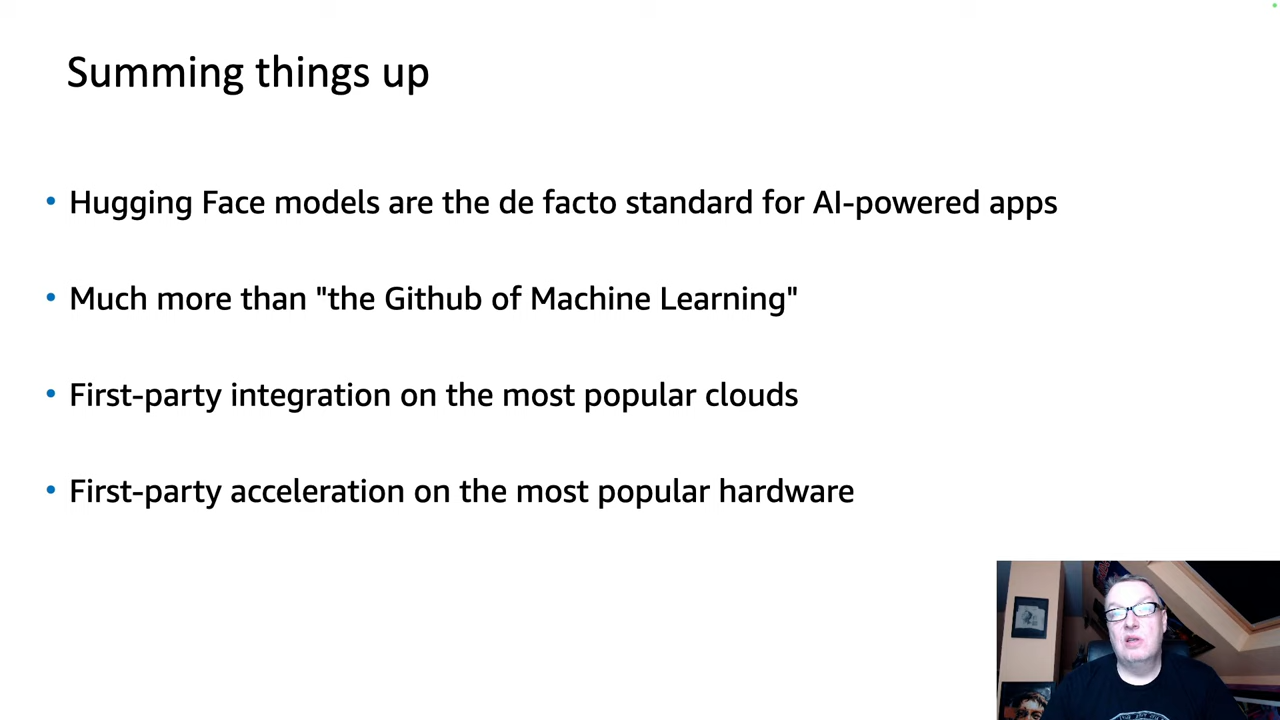 Summing things up
• Hugging Face models are the de facto standard for AI-powered apps
• Much more than "the Github of Machine Learning"
• First-party integration on the most popular clouds
• First-party acceleration on the most popular hardware